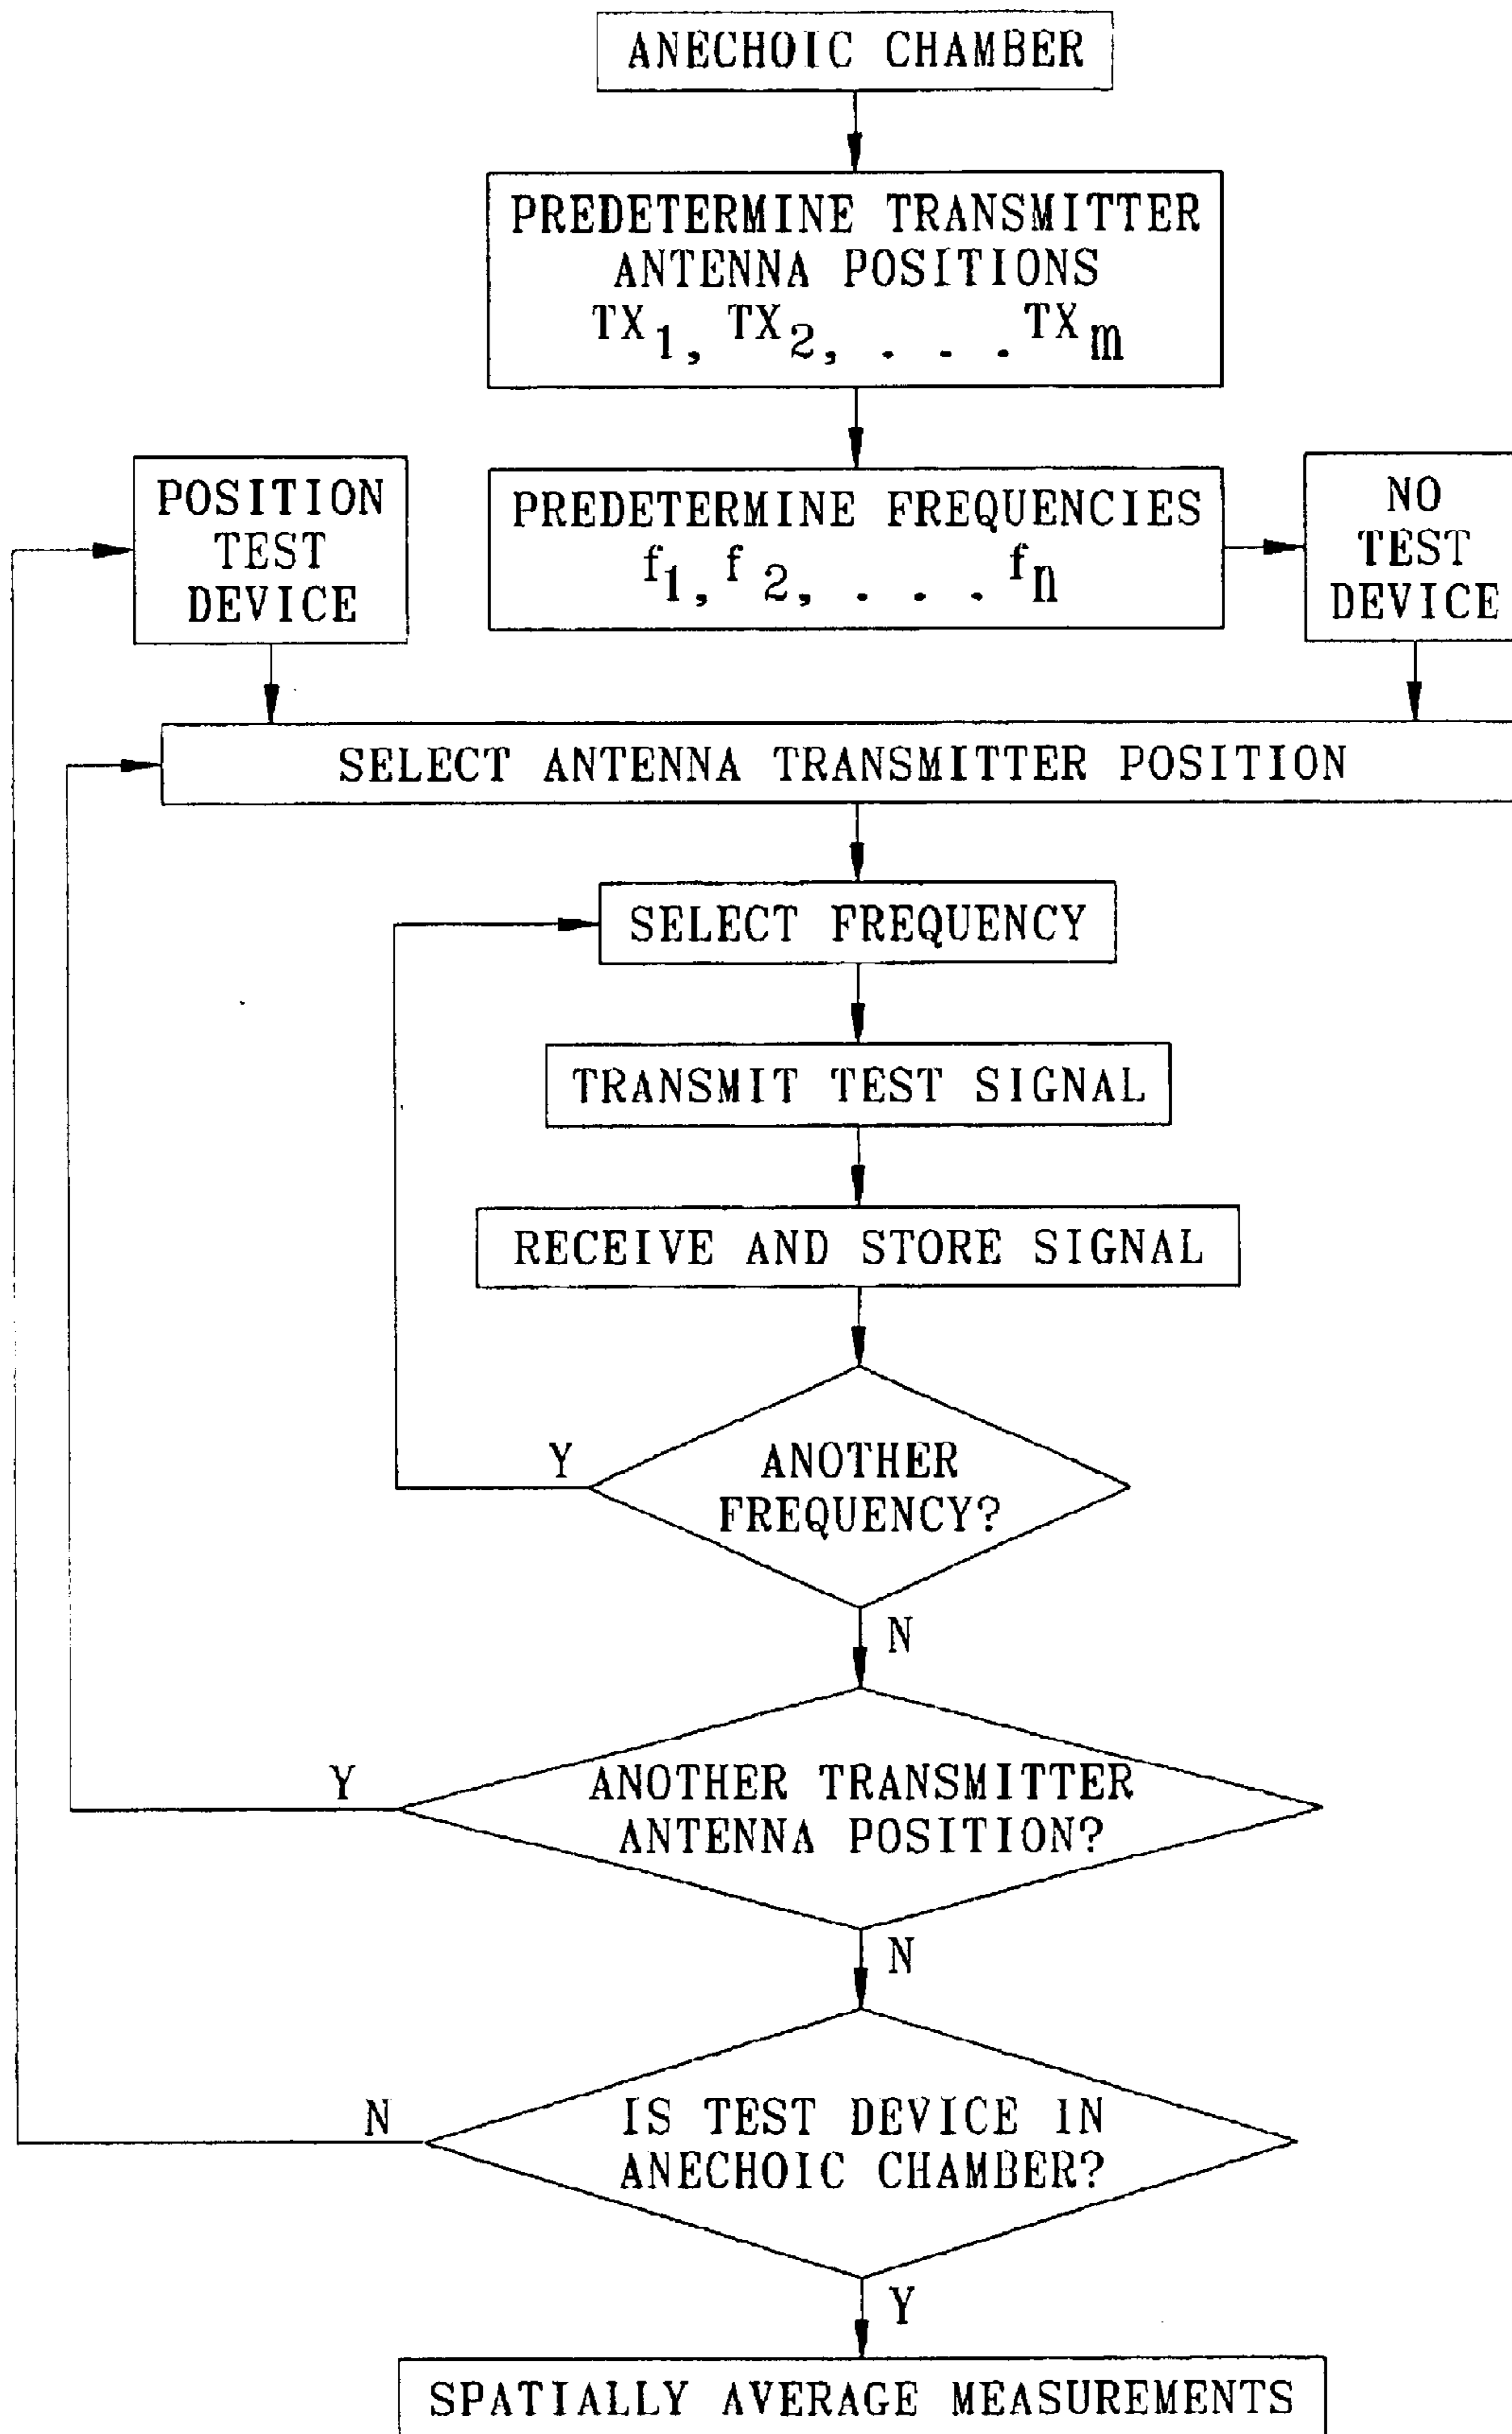 ANECHOIC CHAMBER
PREDETERMINE TRANSMITTER
ANTENNA POSITIONS
TX1, TX2, . . . TXm
POSITION
TEST
DEVICE
PREDETERMINE FREQUENCIES
f1, f2, . . . fn
NO
TEST
DEVICE
SELECT ANTENNA TRANSMITTER POSITION
SELECT FREQUENCY
TRANSMIT TEST SIGNAL
RECEIVE AND STORE SIGNAL
Y
ANOTHER
FREQUENCY?
N
Y
ANOTHER TRANSMITTER
ANTENNA POSITION?
N
N
IS TEST DEVICE IN
ANECHOIC CHAMBER?
Y
SPATIALLY AVERAGE MEASUREMENTS